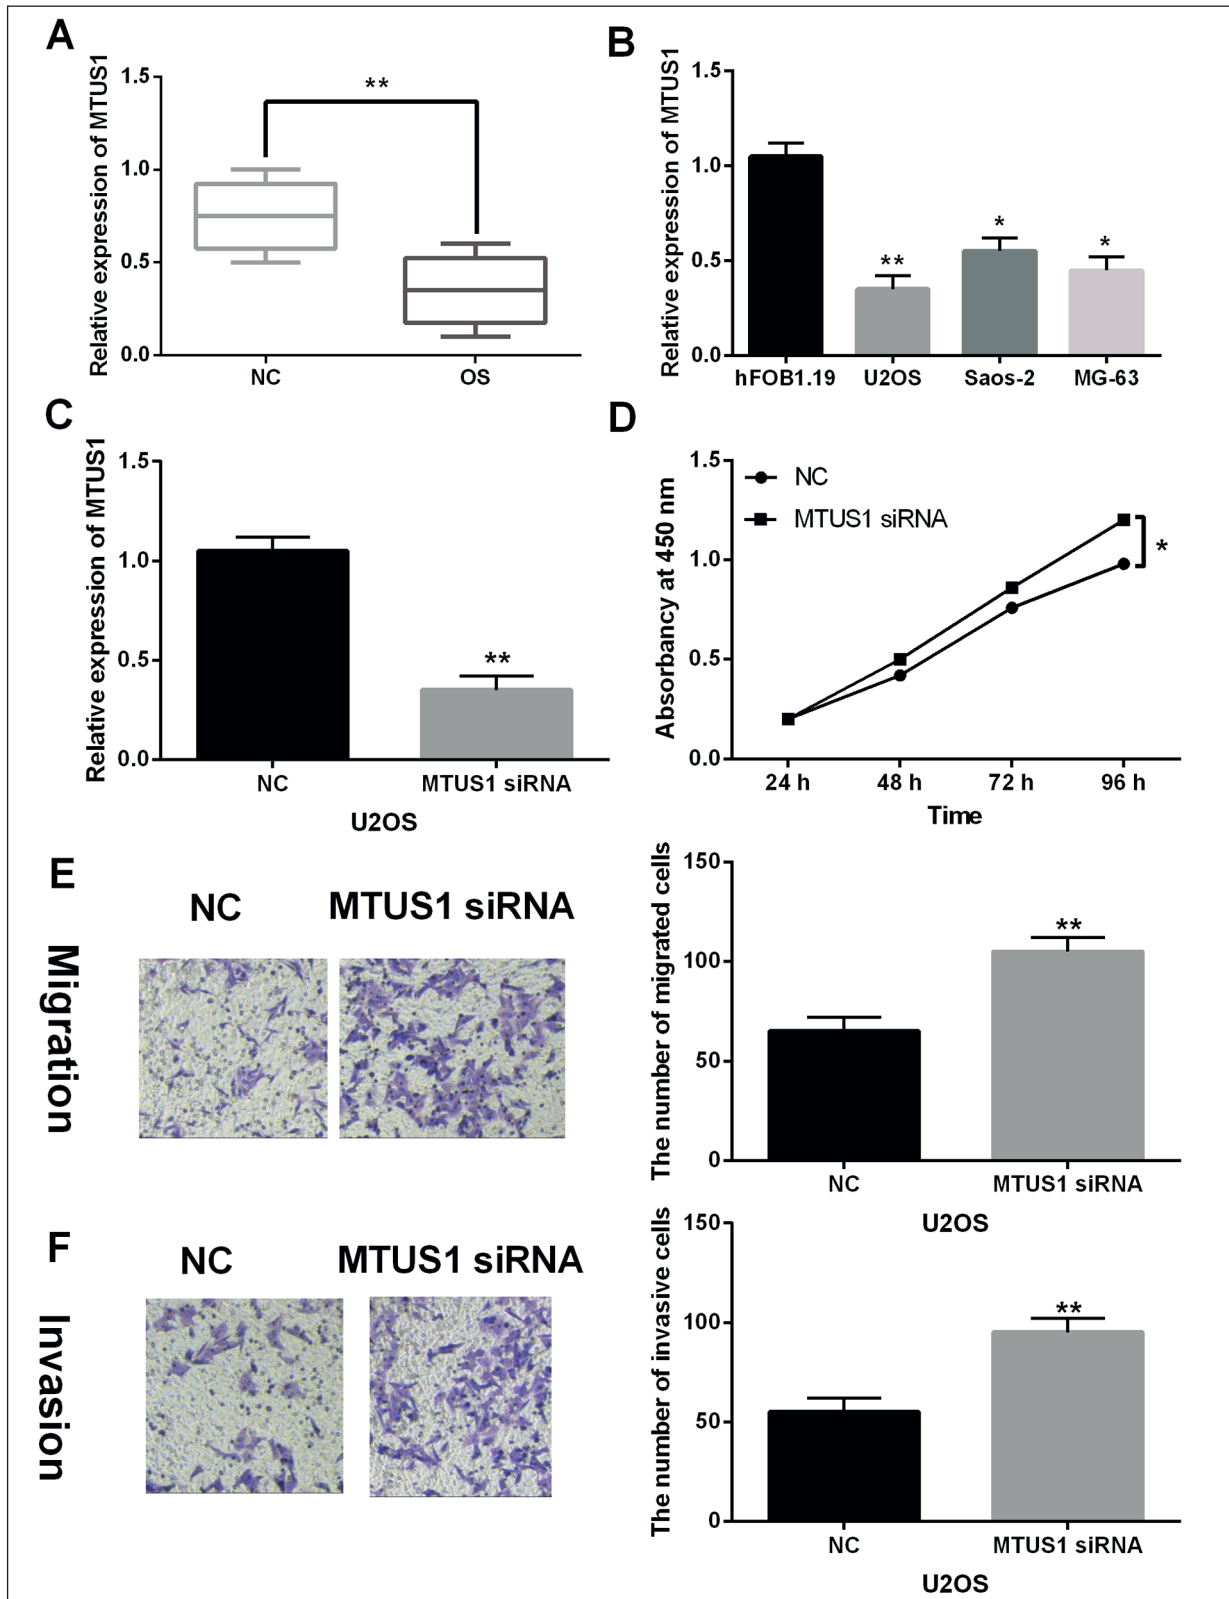 A
Relative expression of MTUS1
1.5
1.0
0.5
0.0
**
NC
OS
B
Relative expression of MTUS1
1.5
1.0
0.5
0.0
**
*
*
hFOB1.19
U2OS
Saos-2
MG-63
C
Relative expression of MTUS1
1.5
1.0
0.5
0.0
**
NC
MTUS1 siRNA
U2OS
D
Absorbancy at 450 nm
1.5
1.0
0.5
0.0
NC
MTUS1 siRNA
*
24 h
48 h
72 h
96 h
Time
E
NC
MTUS1 siRNA
Migration
The number of migrated cells
150
100
50
0
**
NC
MTUS1 siRNA
U2OS
F
NC
MTUS1 siRNA
Invasion
The number of invasive cells
150
100
50
0
**
NC
MTUS1 siRNA
U2OS